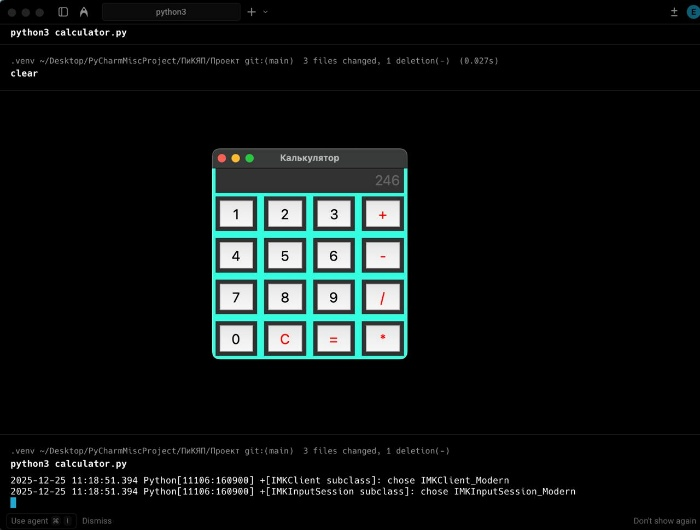 python3
E
python3 calculator.py
.venv ~/Desktop/PyCharmMiscProject/ПиКЯП/Проект git:(main) 3 files changed, 1 deletion(-) (0.027s)
clear
Калькулятор
246
1 2 3 +
4 5 6 -
7 8 9 /
0 C = *
.venv ~/Desktop/PyCharmMiscProject/ПиКЯП/Проект git:(main) 3 files changed, 1 deletion(-)
python3 calculator.py
2025-12-25 11:18:51.394 Python[11106:160900] +[IMKClient subclass]: chose IMKClient_Modern
2025-12-25 11:18:51.394 Python[11106:160900] +[IMKInputSession subclass]: chose IMKInputSession_Modern
Use agent ⌘ I Dismiss Don't show again